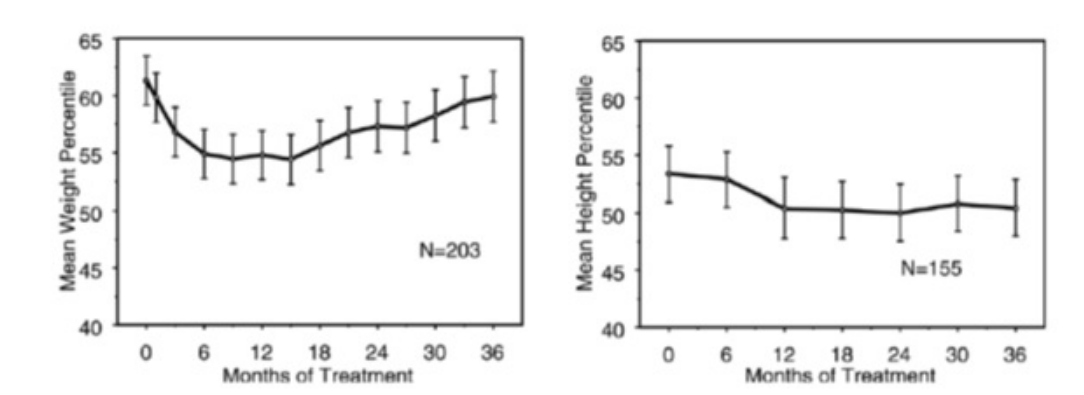 Mean Weight Percentile
65
60
55
50
45
40
N=203
0 6 12 18 24 30 36
Months of Treatment
Mean Height Percentile
65
60
55
50
45
40
N=155
0 6 12 18 24 30 36
Months of Treatment